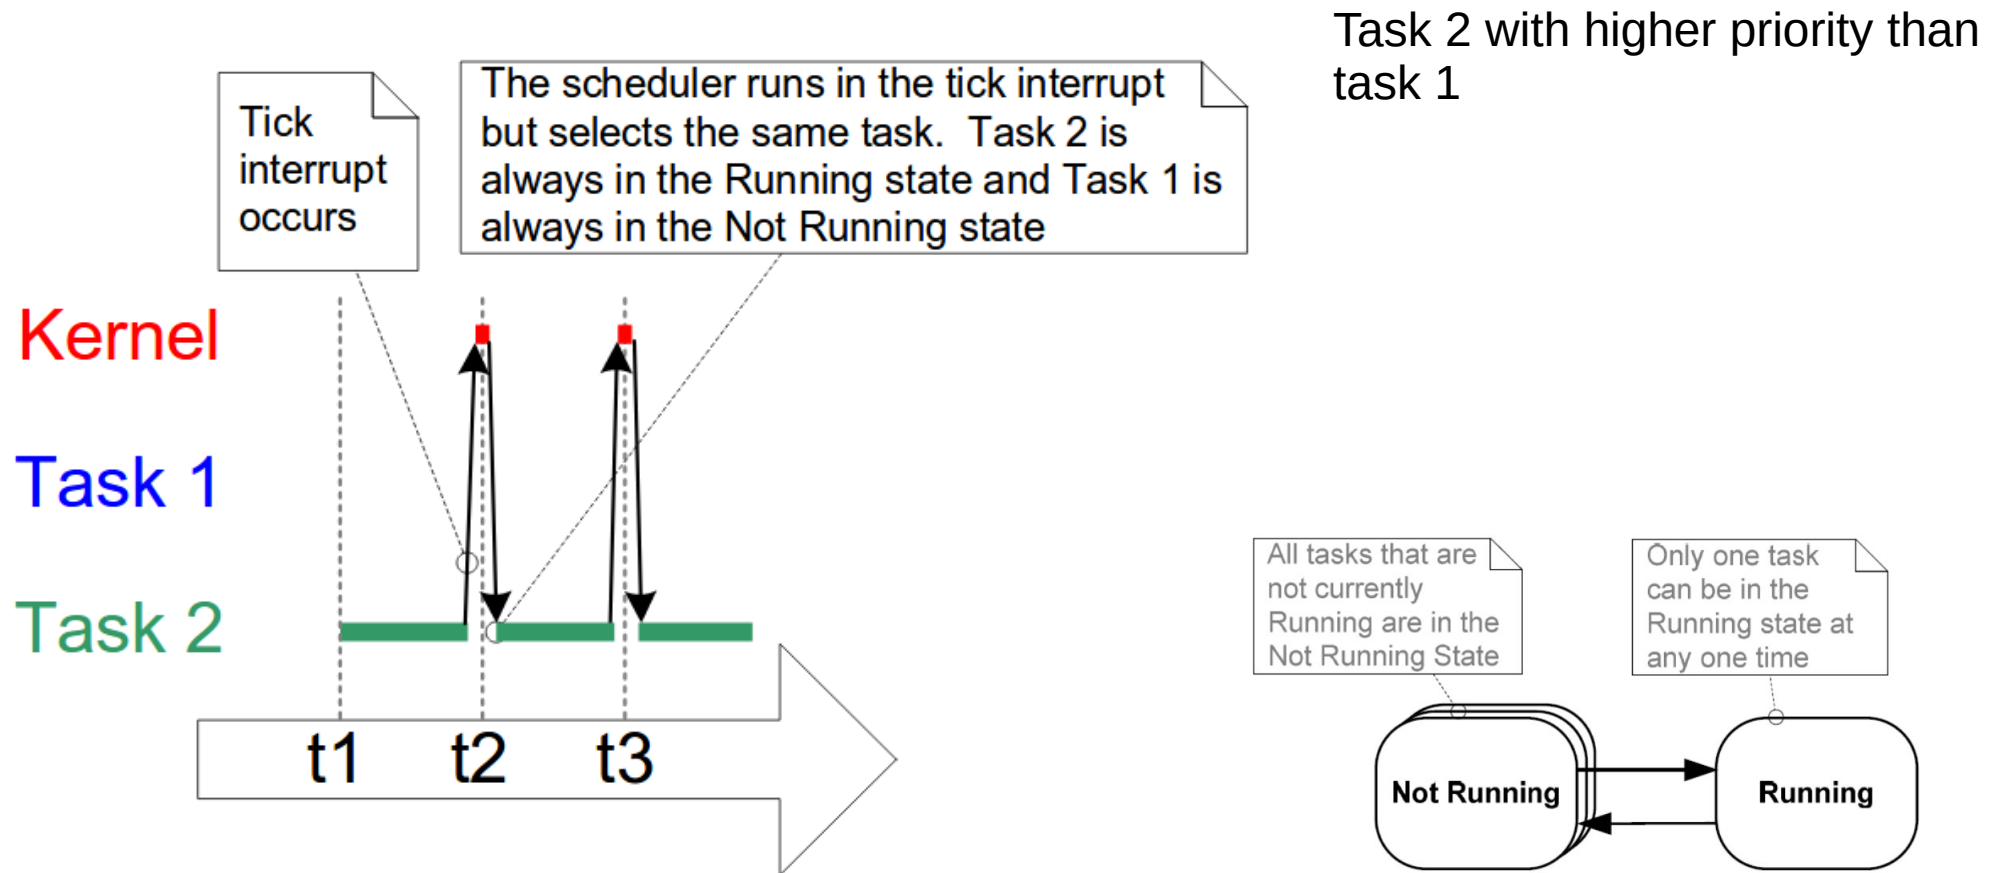 Task 2 with higher priority than
task 1
Tick
interrupt
occurs
The scheduler runs in the tick interrupt
but selects the same task.  Task 2 is
always in the Running state and Task 1 is
always in the Not Running state
Kernel
Task 1
Task 2
t1
t2
t3
All tasks that are
not currently
Running are in the
Not Running State
Only one task
can be in the
Running state at
any one time
Not Running
Running